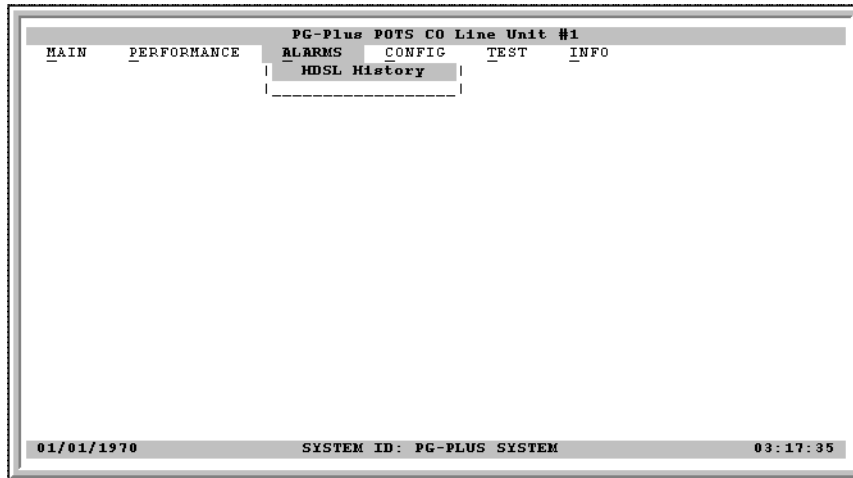 PG-Plus POTS CO Line Unit #1
MAIN PERFORMANCE ALARMS CONFIG TEST INFO
HDSL History
01/01/1970 SYSTEM ID: PG-PLUS SYSTEM 03:17:35